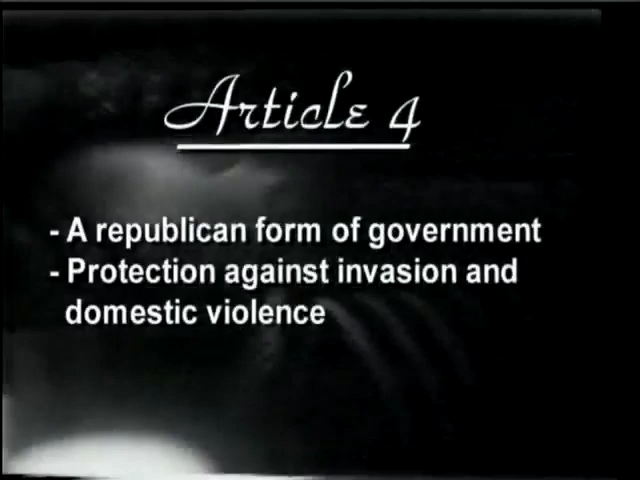 Article 4
- A republican form of government
- Protection against invasion and
domestic violence